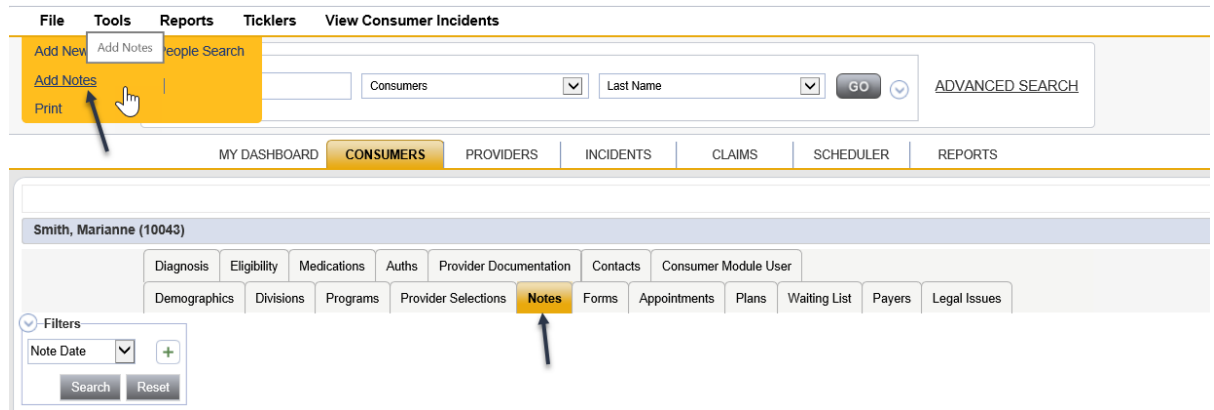 File Tools Reports Ticklers View Consumer Incidents
Add New Add Notes People Search
Add Notes Consumers Last Name GO ADVANCED SEARCH
Print
MY DASHBOARD CONSUMERS PROVIDERS INCIDENTS CLAIMS SCHEDULER REPORTS
Smith, Marianne (10043)
Diagnosis Eligibility Medications Auths Provider Documentation Contacts Consumer Module User
Demographics Divisions Programs Provider Selections Notes Forms Appointments Plans Waiting List Payers Legal Issues
Filters
Note Date +
Search Reset